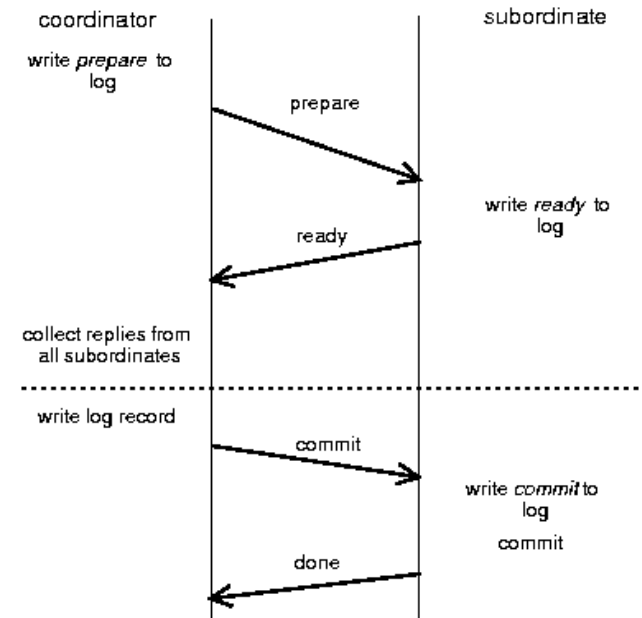 coordinator
subordinate
write prepare to
log
prepare
write ready to
log
ready
collect replies from
all subordinates
write log record
commit
write commit to
log
commit
done